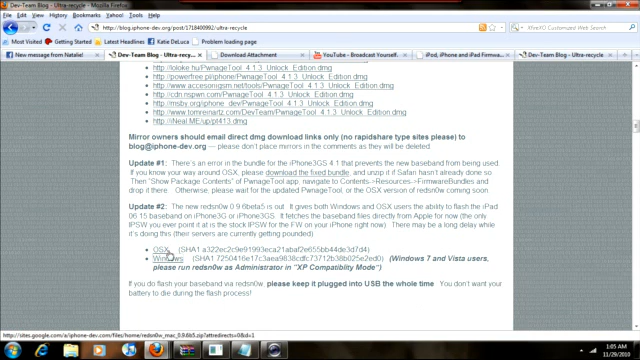 Dev-Team Blog - Ultra-recycle - Mozilla Firefox
File Edit View History Bookmarks Tools Help
http://blog.iphone-dev.org/post/1718400992/ultra-recycle
Most Visited Getting Started Latest Headlines Katie DeLuca
New message from Natalie! Dev-Team Blog - Ultra-recyc... Download Attachment YouTube - Broadcast Yourself. iPod, iPhone and iPad Firmwa... Dev-Team Blog - Ultra-recycle
http://loloke.hu/PwnageTool_4.1.3_Unlock_Edition.dmg
http://powerfree.pl/iphone/PwnageTool_4.1.3_Unlock_Edition.dmg
http://www.accesoriigsm.net/tools/PwnageTool_4.1.3_Unlock_Edition.dmg
http://cdn.nspwn.com/PwnageTool_4.1.3_Unlock_Edition.dmg
http://msby.org/iphone_dev/PwnageTool_4.1.3_Unlock_Edition.dmg
http://www.tomreinartz.com/DevTeam/PwnageTool_4.1.3_Unlock_Edition.dmg
http://iNeal.ME/up/pt413.dmg
Mirror owners should email direct dmg download links only (no rapidshare type sites please) to
blog@iphone-dev.org — please don't place mirrors in the comments as they will be deleted
Update #1: There's an error in the bundle for the iPhone3GS 4.1 that prevents the new baseband from being used.
If you know your way around OSX, please download the fixed bundle, and unzip it if Safari hasn't already done so.
Then "Show Package Contents" of PwnageTool.app, navigate to Contents->Resources->FirmwareBundles and
drop it there. Otherwise, please wait for the updated PwnageTool, or the OSX version of redsn0w coming soon
Update #2: The new redsn0w 0.9.6beta5 is out. It gives both Windows and OSX users the ability to flash the iPad
06.15 baseband on iPhone3G or iPhone3GS. It fetches the baseband files directly from Apple for now (the only
IPSW you ever point it at is the stock IPSW for the FW on your iPhone right now) There may be a long delay while
it's doing this (their servers are currently getting pounded).
OSX (SHA1 a322ec2c9e91993eca21abaf2e655bb44de3d7d4)
Windows (SHA1 7250416e17c3aea9838cdfc73712b38b025e2ed0) (Windows 7 and Vista users,
please run redsn0w as Administrator in "XP Compatiblity Mode")
If you do flash your baseband via redsn0w, please keep it plugged into USB the whole time. You don't want your
battery to die during the flash process!
http://sites.google.com/a/iphone-dev.com/files/home/redsn0w_mac_0.9.6b5.zip?attredirects=0&d=1
1:05 AM
11/29/2010